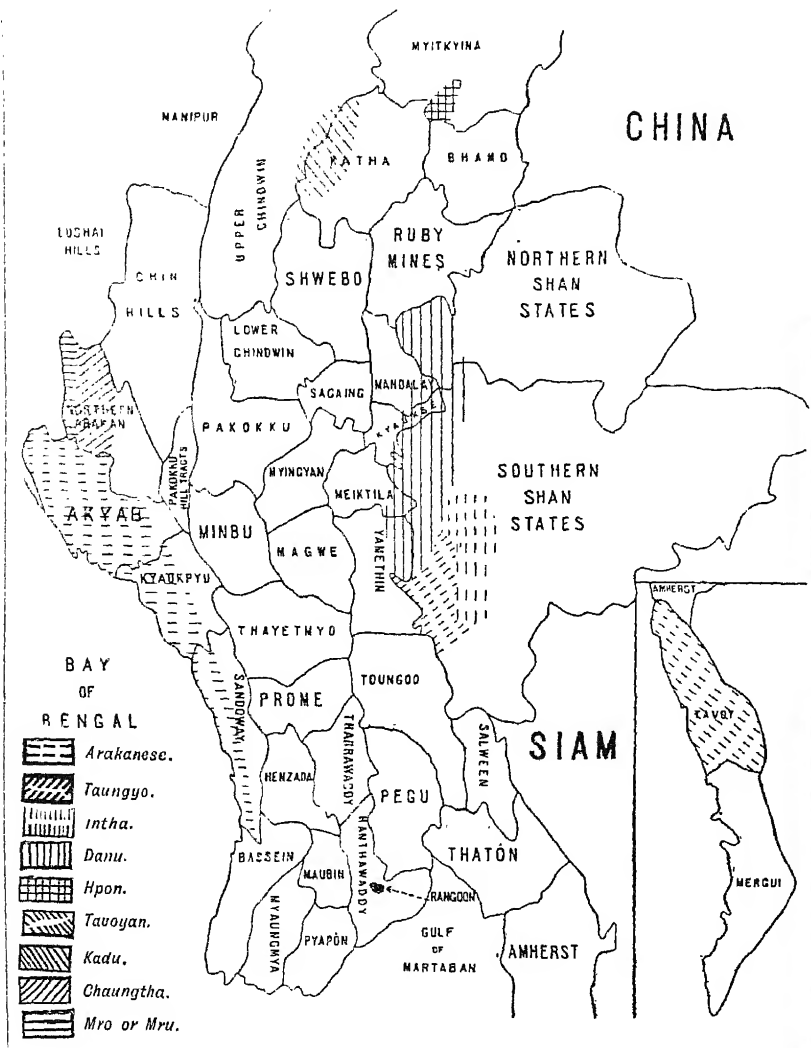 MYITKYINA
MANIPUR
CHINA
KATHA
BHAMO
UPPER
CHINDWIN
LUSHAI
HILLS
RUBY
MINES
NORTHERN
SHAN
STATES
CHIN
HILLS
SHWEBO
LOWER
CHINDWIN
SAGAING
MANDALAY
KYAUKSE
NORTHERN
ARAKAN
PAKOKKU
PAKOKKU
HILL TRACTS
MYINGYAN
MEIKTILA
SOUTHERN
SHAN
STATES
AKYAB
MINBU
MAGWE
YAMETHIN
KYAUKPYU
THAYETMYO
AMHERST
TOUNGOO
BAY
OF
BENGAL
SANDOWAY
PROME
THARRAWADDY
SALWEEN
SIAM
TAVOY
Arakanese.
Taungyo.
Intha.
Danu.
Hpon.
Tavoyan.
Kadu.
Chaungtha.
Mro or Mru.
HENZADA
PEGU
HANTHAWADDY
THATÔN
BASSEIN
MAUBIN
RANGOON
MERGUI
MYAUNGMYA
PYAPÔN
GULF
OF
MARTABAN
AMHERST